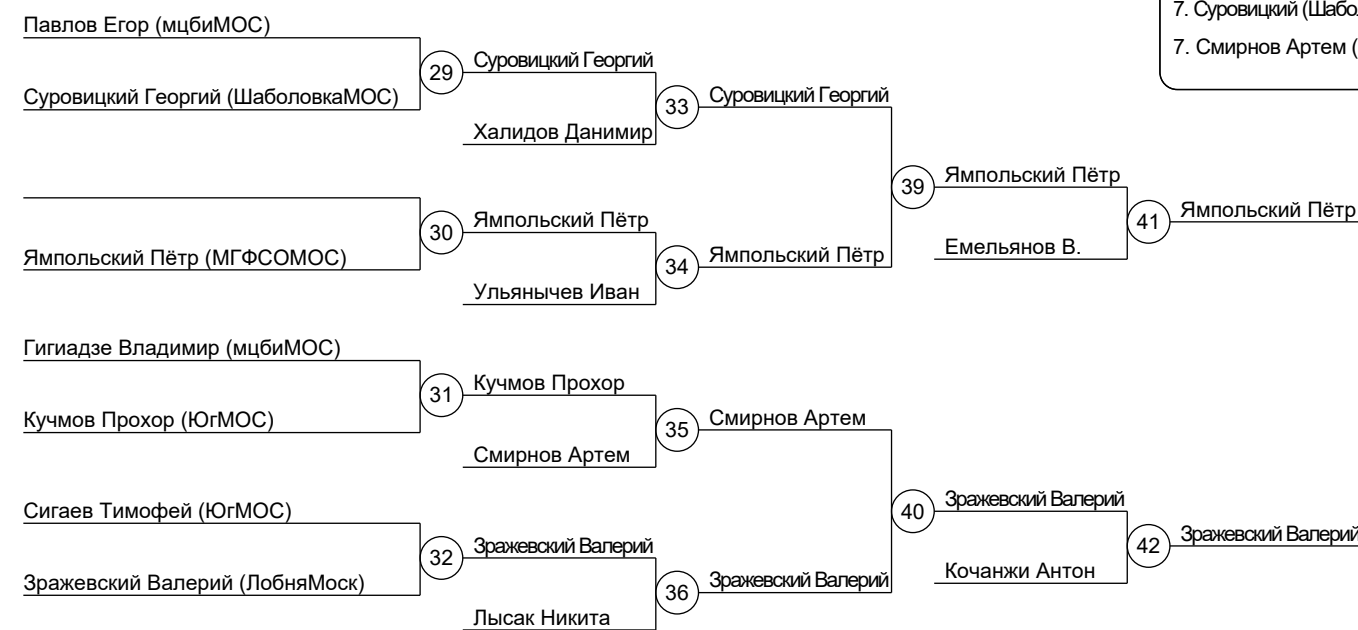 7. Суровицкий
7. Смирнов Артем (
Павлов Егор (мцбиМОС)
29
Суровицкий Георгий
Суровицкий Георгий (ШаболовкаМОС)
33
Суровицкий Георгий
Халидов Данимир
39
Ямпольский Пётр
30
Ямпольский Пётр
41
Ямпольский Пётр
Ямпольский Пётр (МГФСОМОС)
34
Ямпольский Пётр
Емельянов В.
Ульянычев Иван
Гигиадзе Владимир (мцбиМОС)
31
Кучмов Прохор
Кучмов Прохор (ЮгМОС)
35
Смирнов Артем
Смирнов Артем
40
Зражевский Валерий
Сигаев Тимофей (ЮгМОС)
32
Зражевский Валерий
42
Зражевский Валерий
Зражевский Валерий (ЛобняМоск)
36
Зражевский Валерий
Кочанжи Антон
Лысак Никита